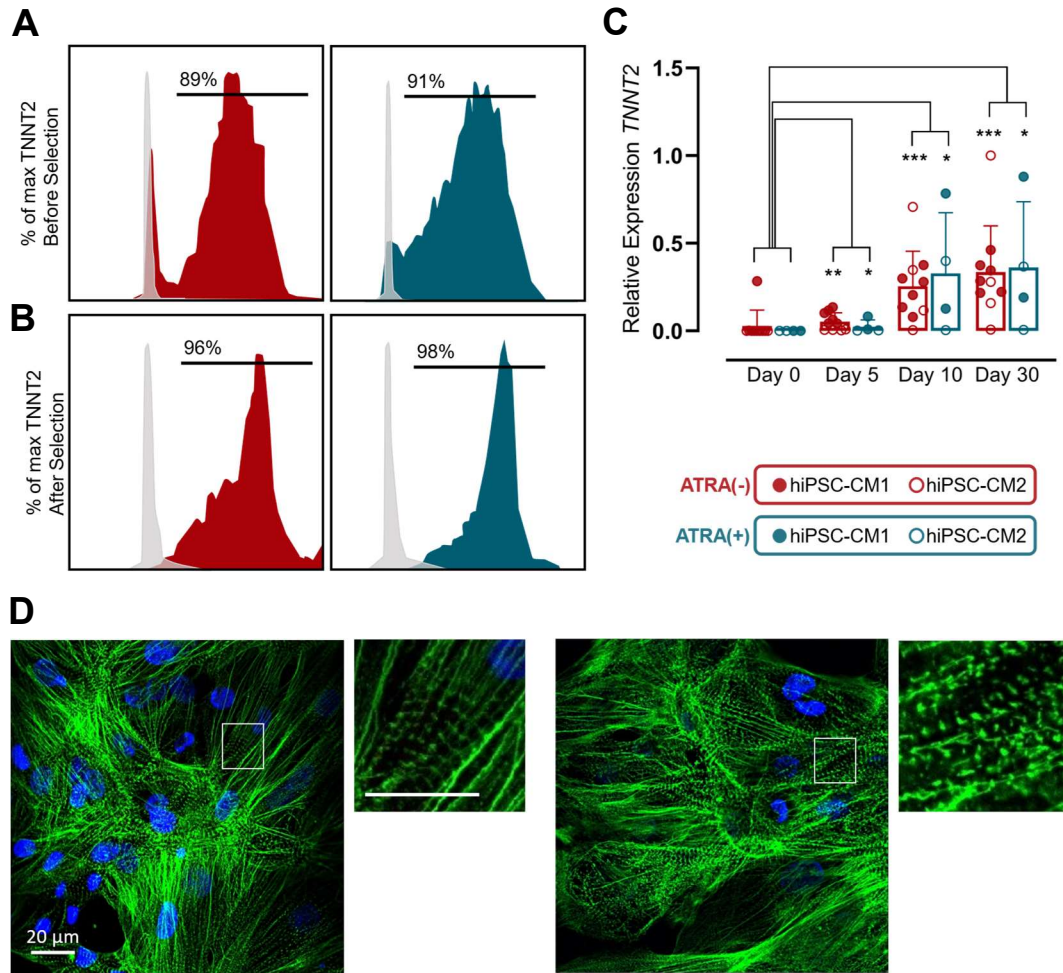 A
% of max TNNT2
Before Selection
89%
91%
B
% of max TNNT2
After Selection
96%
98%
C
Relative Expression TNNT2
1.5
1.0
0.5
0.0
** *
*** *
*** *
Day 0 Day 5 Day 10 Day 30
ATRA(-) hiPSC-CM1 hiPSC-CM2
ATRA(+) hiPSC-CM1 hiPSC-CM2
D
20 μm